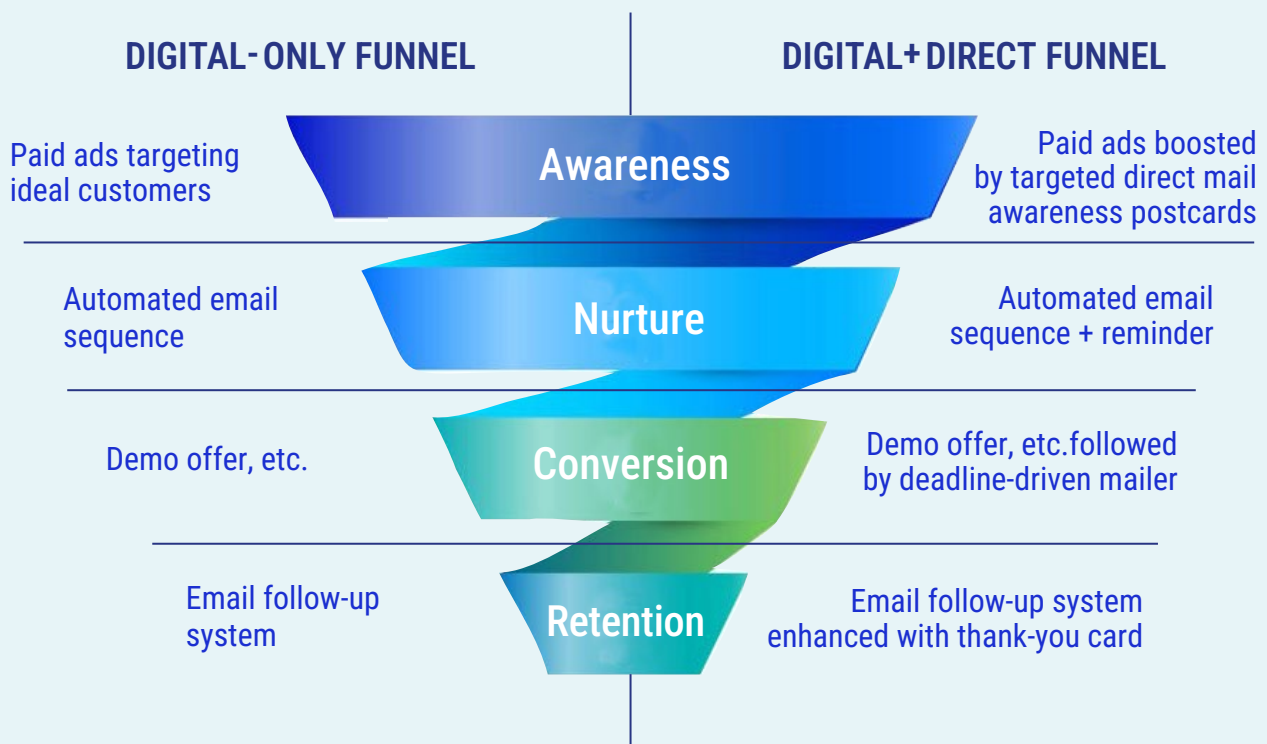 DIGITAL-ONLY FUNNEL
DIGITAL+DIRECT FUNNEL
Paid ads targeting
ideal customers
Awareness
Paid ads boosted
by targeted direct mail
awareness postcards
Automated email
sequence
Nurture
Automated email
sequence + reminder
Demo offer, etc.
Conversion
Demo offer, etc.followed
by deadline-driven mailer
Email follow-up
system
Retention
Email follow-up system
enhanced with thank-you card